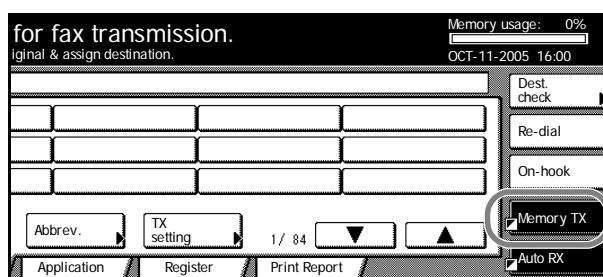 for fax transmission.
iginal & assign destination.
Memory usage: 0%
OCT-11-2005 16:00
Dest.
check
Re-dial
On-hook
Memory TX
Auto RX
Abbrev.
TX
setting
1/ 84
Application
Register
Print Report